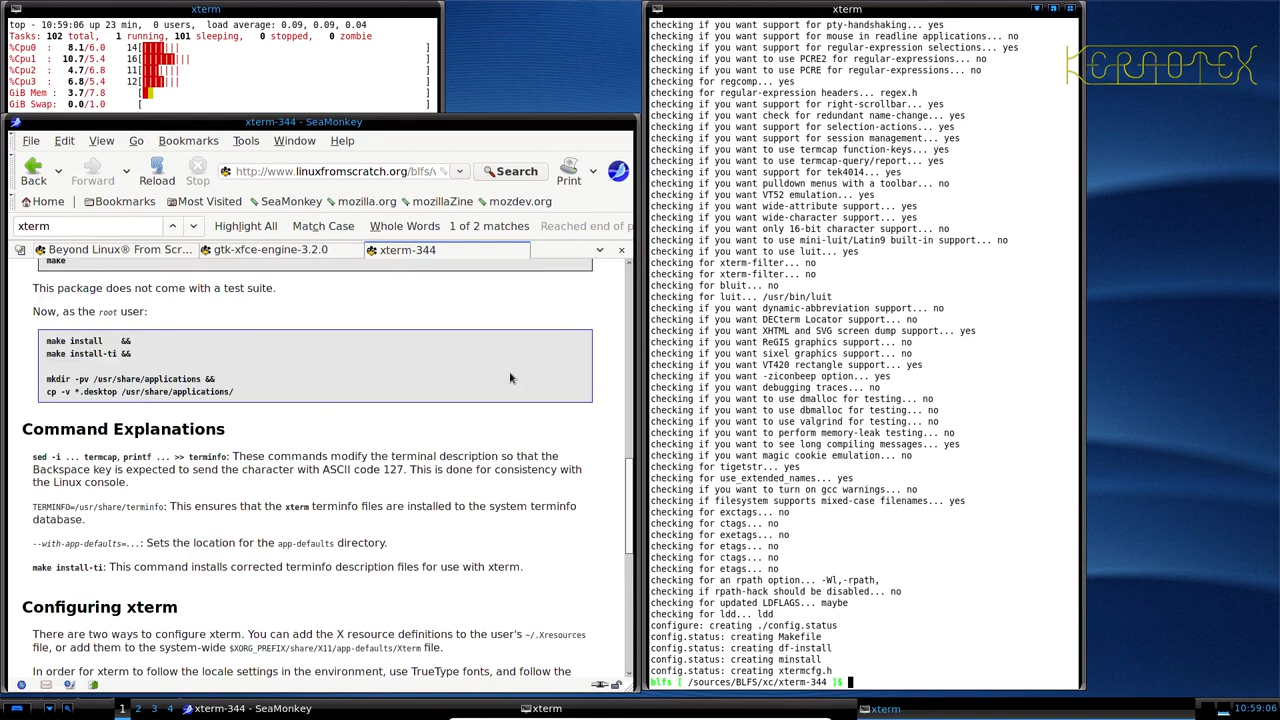 xterm
top - 10:59:06 up 23 min, 0 users, load average: 0.09, 0.09, 0.04
Tasks: 102 total, 1 running, 101 sleeping, 0 stopped, 0 zombie
%Cpu0 : 8.1/6.0 14[||||||||| ]
%Cpu1 : 10.7/5.4 16[||||||||||| ]
%Cpu2 : 4.7/6.8 11[
%Cpu3 : 6.8/5.4 12[
GiB Mem : 3.7/7.8 [
GiB Swap: 0.0/1.0 [ ]
xterm-344 - SeaMonkey
File Edit View Go Bookmarks Tools Window Help
Back Forward Reload Stop http://www.linuxfromscratch.org/blfs/v Search Print
Home Bookmarks Most Visited SeaMonkey mozilla.org mozillaZine mozdev.org
xterm Highlight All Match Case Whole Words 1 of 2 matches Reached end of p
Beyond Linux® From Scr... gtk-xfce-engine-3.2.0 xterm-344
make
This package does not come with a test suite.
Now, as the root user:
make install &&
make install-ti &&
mkdir -pv /usr/share/applications &&
cp -v *.desktop /usr/share/applications/
Command Explanations
sed -i ... termcap, printf ... >> terminfo: These commands modify the terminal description so that the
Backspace key is expected to send the character with ASCII code 127. This is done for consistency with
the Linux console.
TERMINFO=/usr/share/terminfo: This ensures that the xterm terminfo files are installed to the system terminfo
database.
--with-app-defaults=...: Sets the location for the app-defaults directory.
make install-ti: This command installs corrected terminfo description files for use with xterm.
Configuring xterm
There are two ways to configure xterm. You can add the X resource definitions to the user's ~/.Xresources
file, or add them to the system-wide $XORG_PREFIX/share/X11/app-defaults/Xterm file.
In order for xterm to follow the locale settings in the environment, use TrueType fonts, and follow the
xterm
checking if you want support for pty-handshaking... yes
checking if you want support for mouse in readline applications... no
checking if you want support for regular-expression selections... yes
checking if you want to use PCRE2 for regular-expressions... no
checking if you want to use PCRE for regular-expressions... no
checking for regcomp... yes
checking for regular-expression headers... regex.h
checking if you want support for right-scrollbar... yes
checking if you want check for redundant name-change... yes
checking if you want support for selection-actions... yes
checking if you want support for session management... yes
checking if you want termcap function-keys... yes
checking if you want termcap-query/report... yes
checking if you want support for tek4014... yes
checking if you want pulldown menus with a toolbar... no
checking if you want VT52 emulation... yes
checking if you want wide-attribute support... yes
checking if you want wide-character support... yes
checking if you want only 16-bit character support... no
checking if you want to use mini-luit/Latin9 built-in support... no
checking if you want to use luit... yes
checking for xterm-filter... no
checking for xterm-filter... no
checking for bluit... no
checking for luit... /usr/bin/luit
checking if you want dynamic-abbreviation support... no
checking if you want DECterm Locator support... no
checking if you want XHTML and SVG screen dump support... yes
checking if you want ReGIS graphics support... no
checking if you want sixel graphics support... no
checking if you want VT420 rectangle support... yes
checking if you want -ziconbeep option... yes
checking if you want debugging traces... no
checking if you want to use dmalloc for testing... no
checking if you want to use dbmalloc for testing... no
checking if you want to use valgrind for testing... no
checking if you want to perform memory-leak testing... no
checking if you want to see long compiling messages... yes
checking if you want magic cookie emulation... no
checking for tigetstr... yes
checking for use_extended_names... yes
checking if you want to turn on gcc warnings... no
checking if filesystem supports mixed-case filenames... yes
checking for exctags... no
checking for ctags... no
checking for exetags... no
checking for etags... no
checking for ctags... no
checking for etags... no
checking for an rpath option... -Wl,-rpath,
checking if rpath-hack should be disabled... no
checking for updated LDFLAGS... maybe
checking for ldd... ldd
configure: creating ./config.status
config.status: creating Makefile
config.status: creating df-install
config.status: creating minstall
config.status: creating xtermcfg.h
blfs [ /sources/BLFS/xc/xterm-344 ]$
KERNOTEX
1 2 3 4 xterm-344 - SeaMonkey xterm xterm 10:59:06